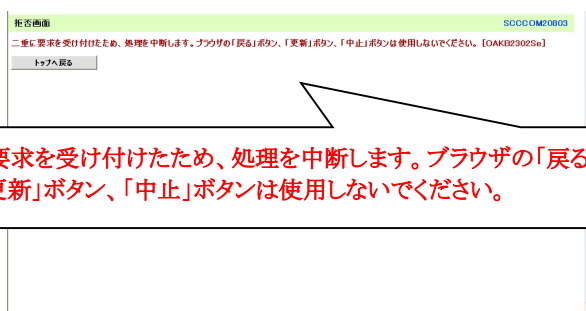 拒否画面
SCCCOM20803
二重に要求を受け付けたため、処理を中断します。ブラウザの「戻る」ボタン、「更新」ボタン、「中止」ボタンは使用しないでください。[OAKB2302Se]
トップへ戻る
要求を受け付けたため、処理を中断します。ブラウザの「戻る
更新」ボタン、「中止」ボタンは使用しないでください。